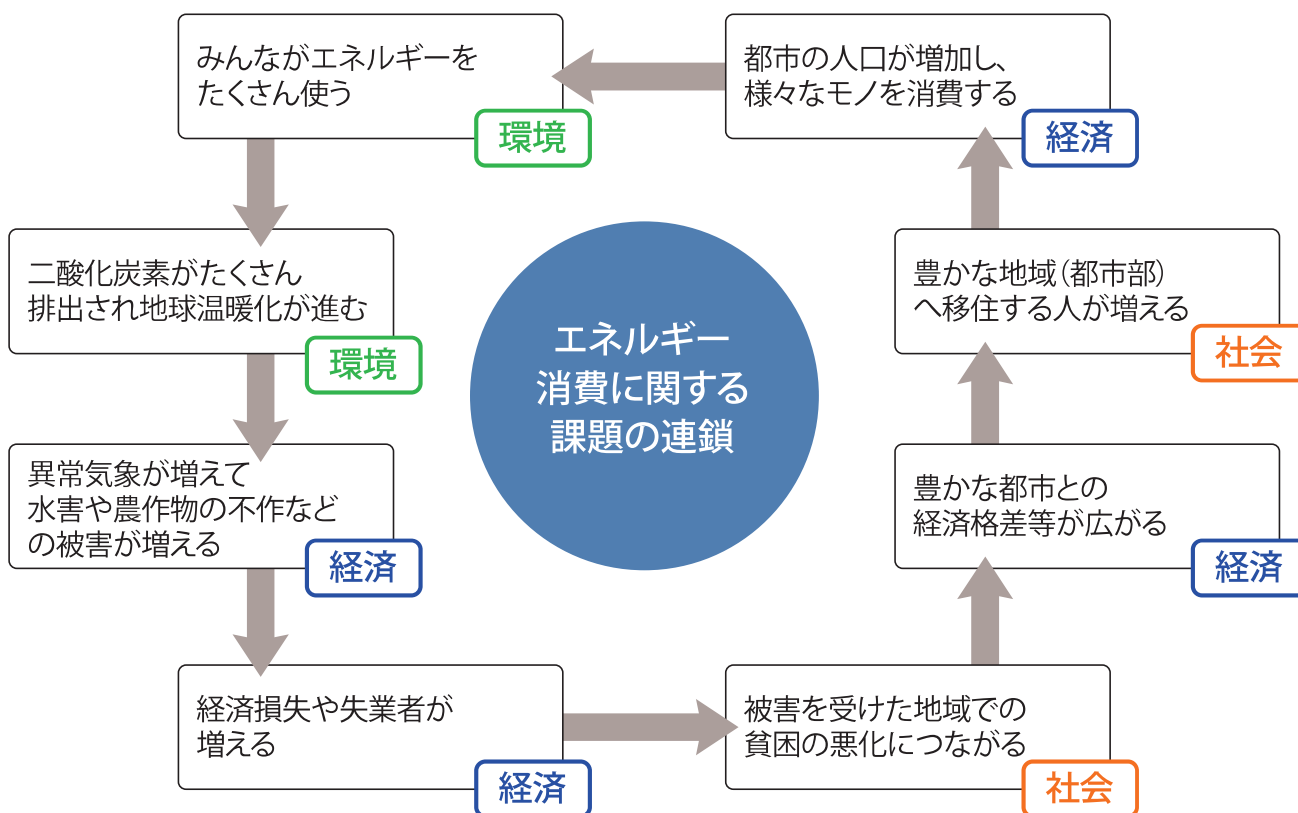 みんながエネルギーを
たくさん使う
環境
都市の人口が増加し、
様々なモノを消費する
経済
二酸化炭素がたくさん
排出され地球温暖化が進む
環境
エネルギー
消費に関する
課題の連鎖
豊かな地域（都市部）
へ移住する人が増える
社会
異常気象が増えて
水害や農作物の不作など
の被害が増える
経済
豊かな都市との
経済格差等が広がる
経済
経済損失や失業者が
増える
経済
被害を受けた地域での
貧困の悪化につながる
社会